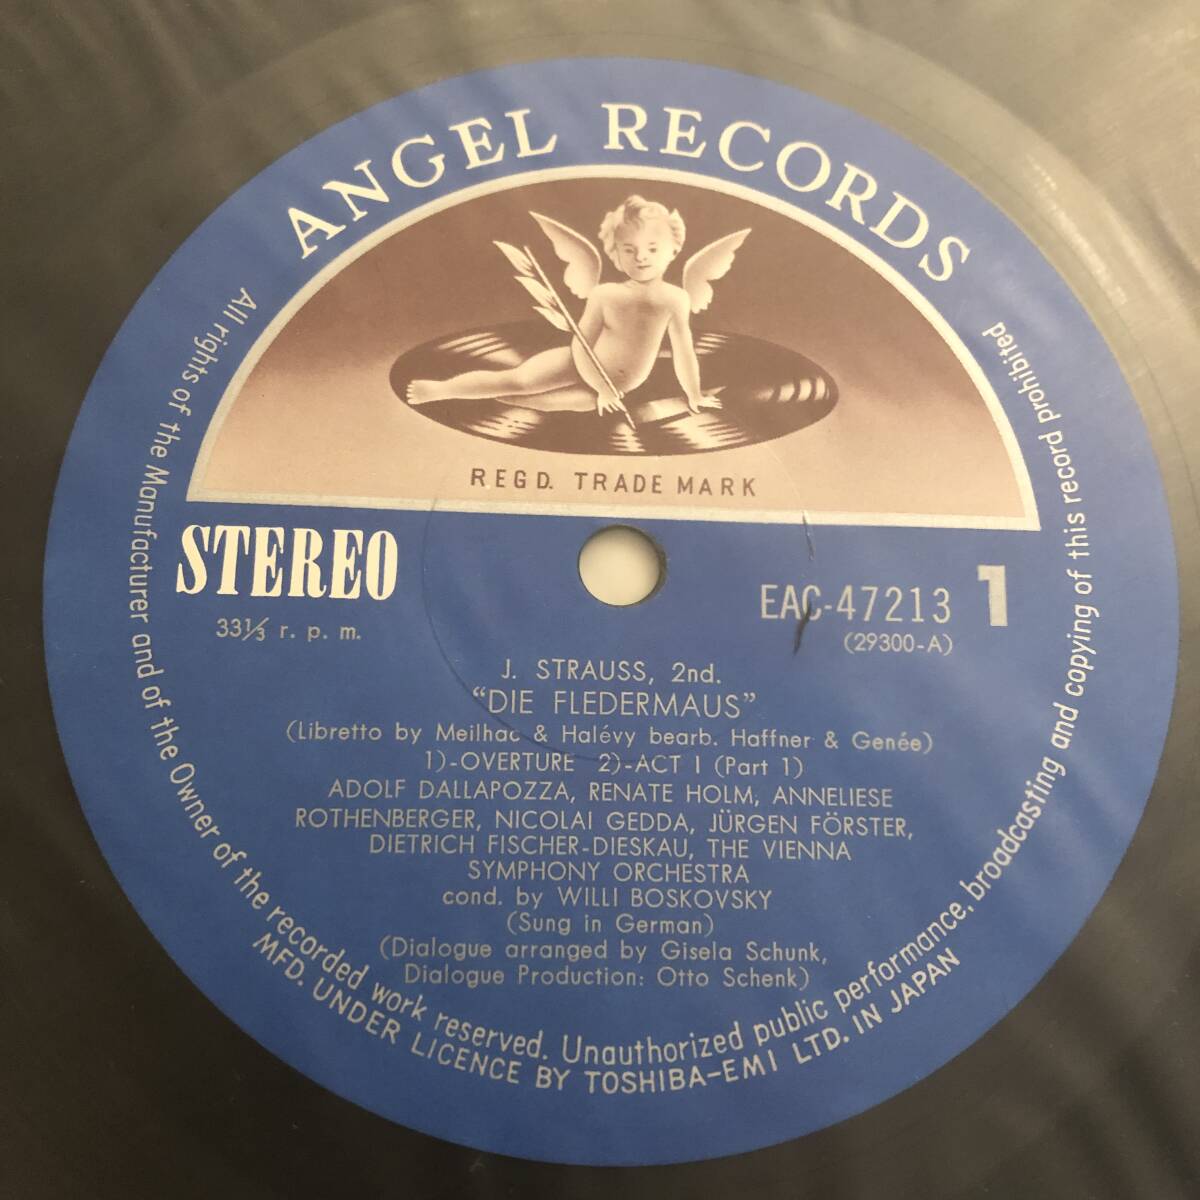 ANGEL RECORDS
REGD. TRADE MARK
STEREO
33⅓ r. p. m.
EAC-47213 1
(29300-A)
J. STRAUSS, 2nd.
"DIE FLEDERMAUS"
(Libretto by Meilhac & Halévy bearb. Haffner & Genée)
1)-OVERTURE 2)-ACT I (Part 1)
ADOLF DALLAPOZZA, RENATE HOLM, ANNELIESE
ROTHENBERGER, NICOLAI GEDDA, JÜRGEN FÖRSTER,
DIETRICH FISCHER-DIESKAU, THE VIENNA
SYMPHONY ORCHESTRA
cond. by WILLI BOSKOVSKY
(Sung in German)
(Dialogue arranged by Gisela Schunk,
Dialogue Production: Otto Schenk)
All rights of the Manufacturer and of the Owner of the recorded work reserved. Unauthorized public performance, broadcasting and copying of this record prohibited
MFD. UNDER LICENCE BY TOSHIBA-EMI LTD. IN JAPAN